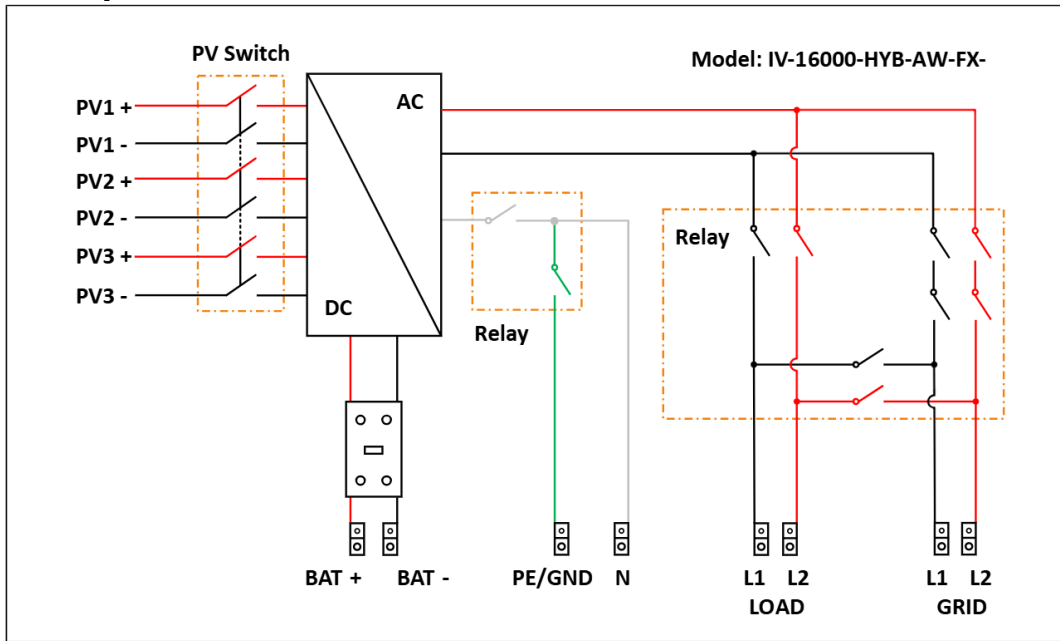 PV Switch
Model: IV-16000-HYB-AW-FX-
PV1 +
PV1 -
PV2 +
PV2 -
PV3 +
PV3 -
AC
DC
Relay
Relay
BAT +
BAT -
PE/GND
N
L1
L2
LOAD
L1
L2
GRID